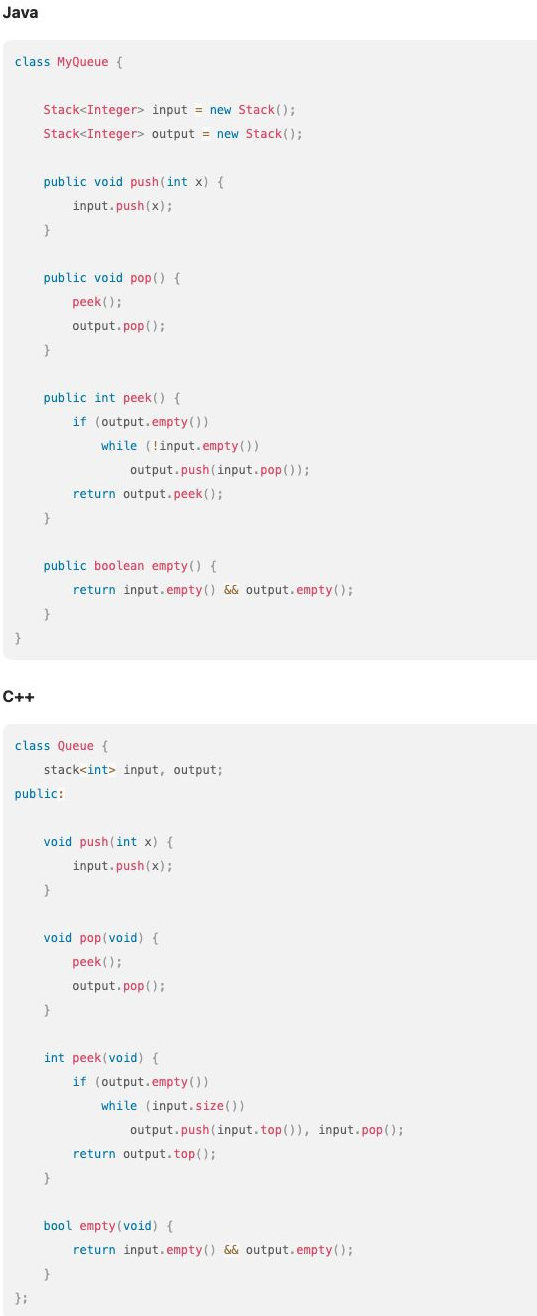 Java
class MyQueue {
    Stack<Integer> input = new Stack();
    Stack<Integer> output = new Stack();
    public void push(int x) {
        input.push(x);
    }
    public void pop() {
        peek();
        output.pop();
    }
    public int peek() {
        if (output.empty())
            while (!input.empty())
                output.push(input.pop());
        return output.peek();
    }
    public boolean empty() {
        return input.empty() && output.empty();
    }
}
C++
class Queue {
    stack<int> input, output;
public:
    void push(int x) {
        input.push(x);
    }
    void pop(void) {
        peek();
        output.pop();
    }
    int peek(void) {
        if (output.empty())
            while (input.size())
                output.push(input.top()), input.pop();
        return output.top();
    }
    bool empty(void) {
        return input.empty() && output.empty();
    }
};